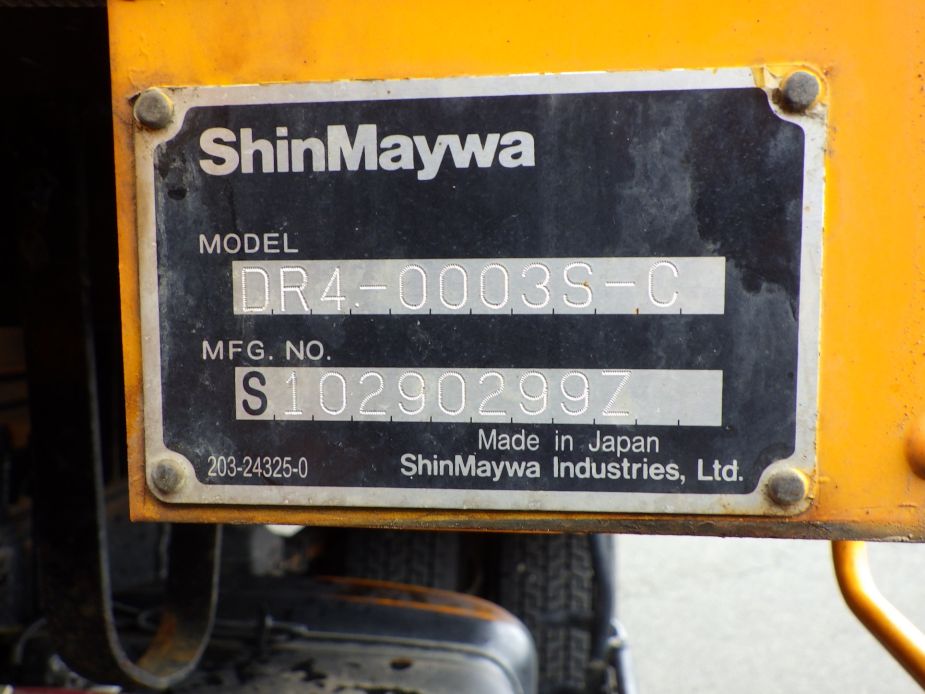 ShinMaywa
MODEL
DR4-0003S-C
MFG. NO.
S10290299Z
Made in Japan
203-24325-0 ShinMaywa Industries, Ltd.